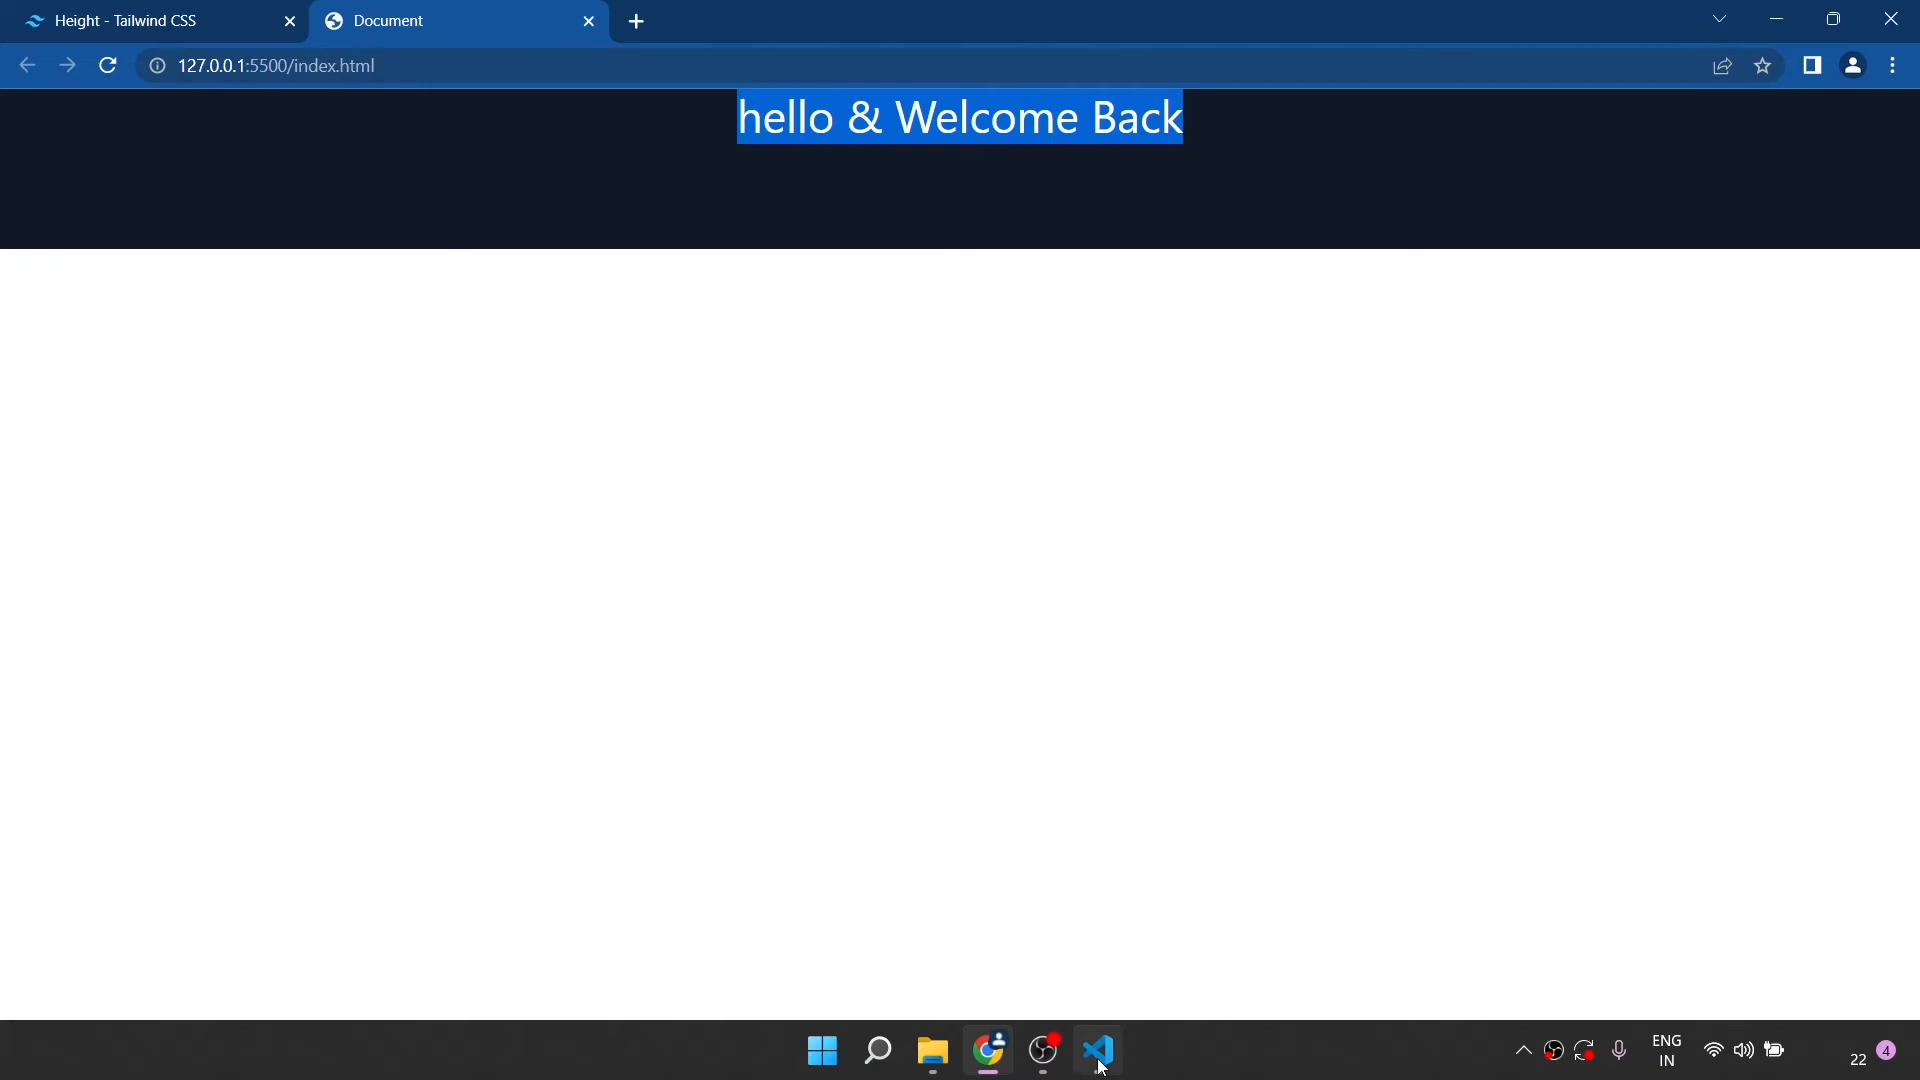 Height - Tailwind CSS
Document
127.0.0.1:5500/index.html
hello & Welcome Back
ENG
IN
22
4